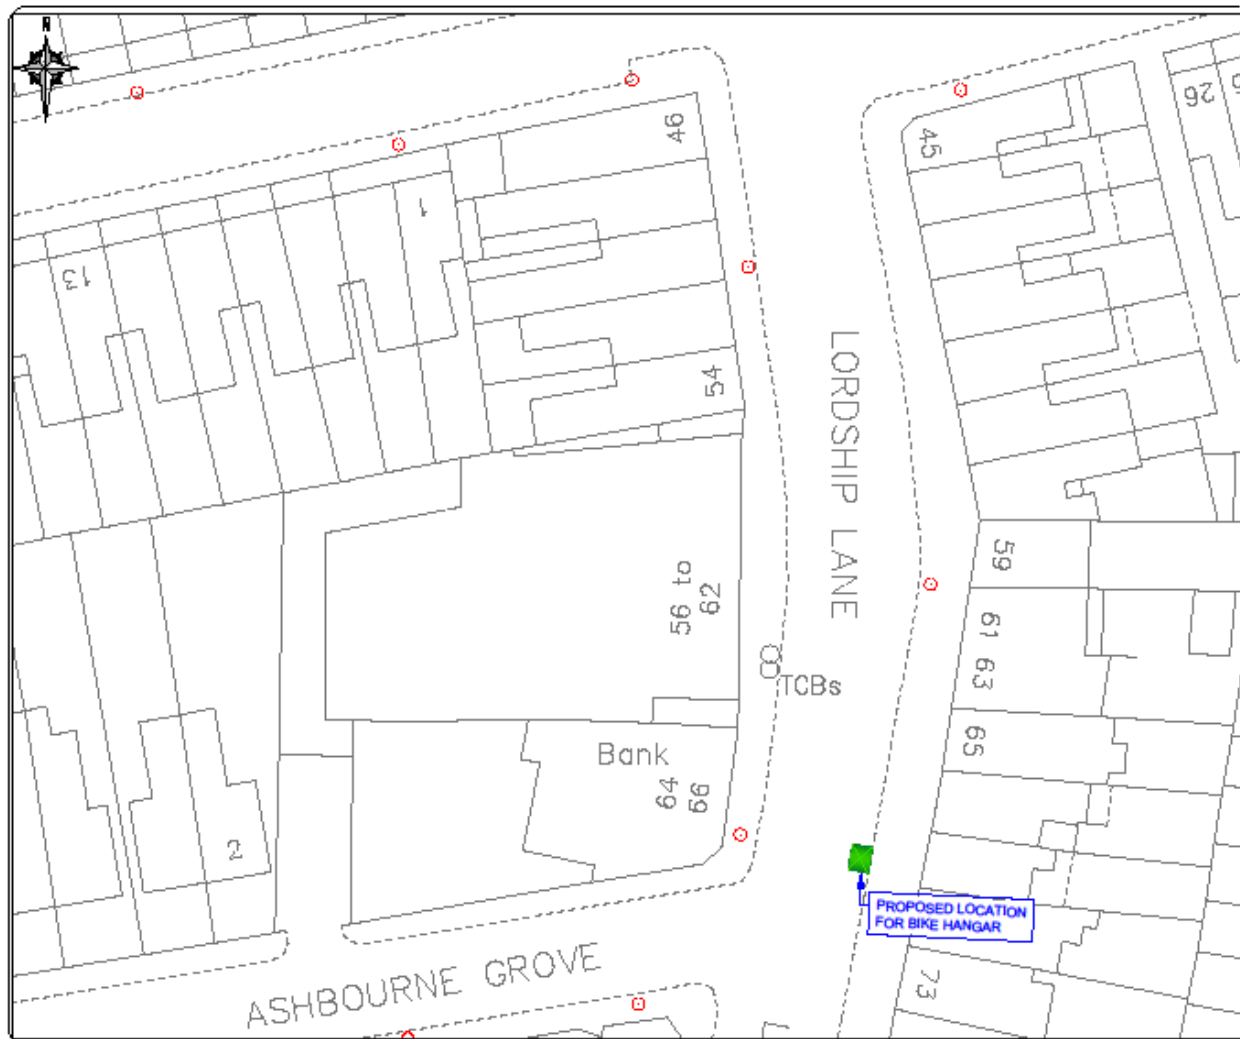 N
46
45
26
1
13
54
LORDSHIP LANE
59
56 to
62
61 63
TCBs
65
Bank
64
66
2
PROPOSED LOCATION
FOR BIKE HANGAR
ASHBOURNE GROVE
73